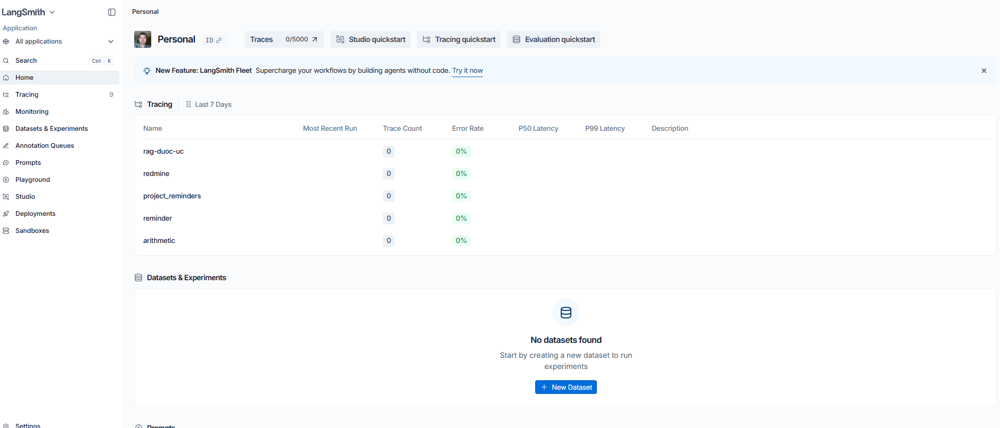 LangSmith
Application
All applications
Search Ctrl K
Home
Tracing 9
Monitoring
Datasets & Experiments
Annotation Queues
Prompts
Playground
Studio
Deployments
Sandboxes
Settings
Personal
Personal ID Traces 0/5000 Studio quickstart Tracing quickstart Evaluation quickstart
New Feature: LangSmith Fleet Supercharge your workflows by building agents without code. Try it now
Tracing Last 7 Days
Name Most Recent Run Trace Count Error Rate P50 Latency P99 Latency Description
rag-duoc-uc 0 0%
redmine 0 0%
project_reminders 0 0%
reminder 0 0%
arithmetic 0 0%
Datasets & Experiments
No datasets found
Start by creating a new dataset to run
experiments
New Dataset
Prompts